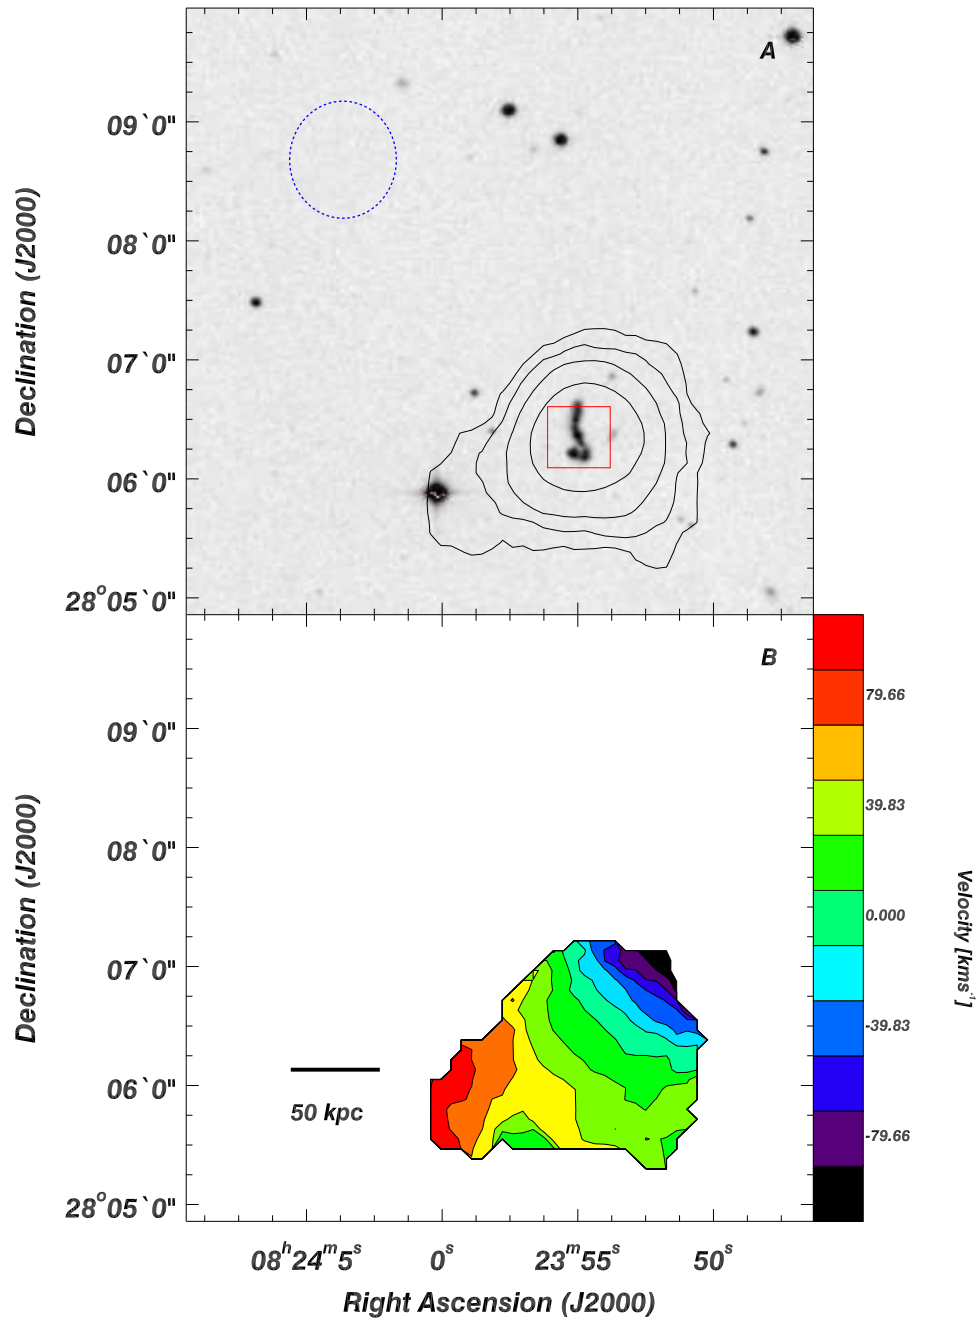 A
09`0"
08`0"
07`0"
06`0"
28°05`0"
Declination (J2000)
B
09`0"
08`0"
07`0"
06`0"
28°05`0"
Declination (J2000)
50 kpc
79.66
39.83
0.000
-39.83
-79.66
Velocity [kms⁻¹]
08ʰ24ᵐ5ˢ
0ˢ
23ᵐ55ˢ
50ˢ
Right Ascension (J2000)